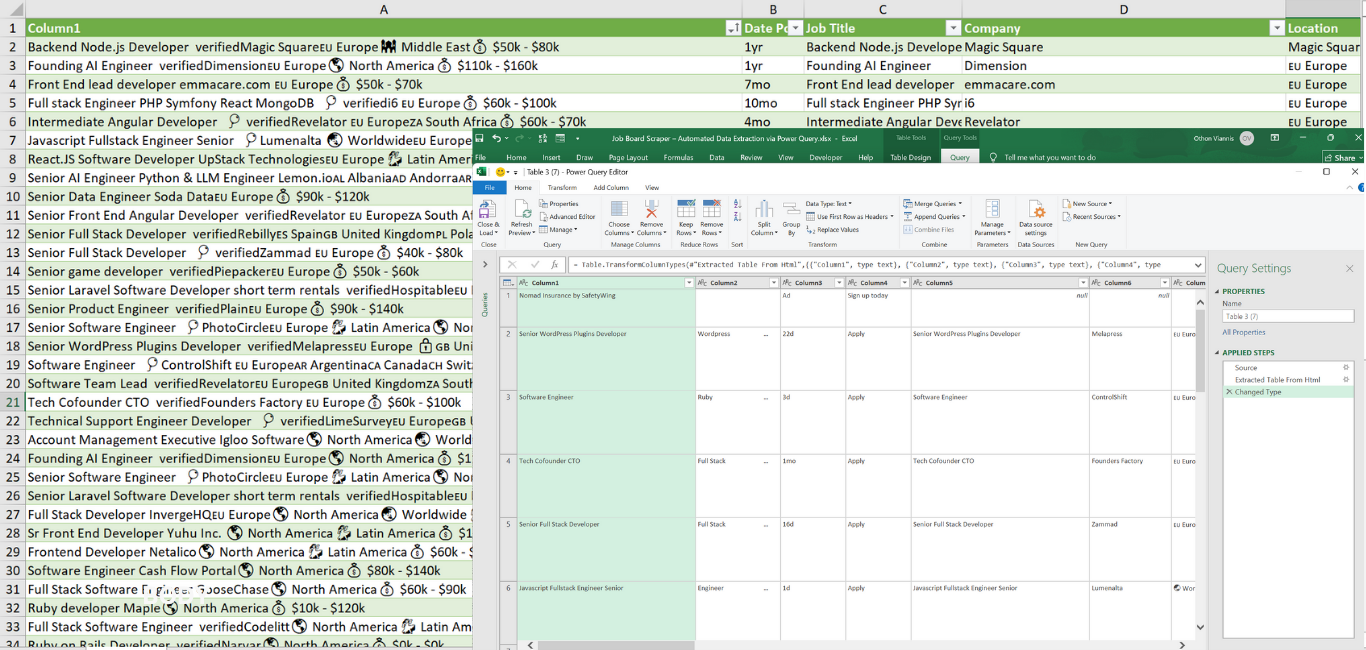 A B C D
1 Column1 Date Po Job Title Company Location
2 Backend Node.js Developer verifiedMagic SquareEU Europe Middle East $50k - $80k 1yr Backend Node.js Develope Magic Square Magic Squar
3 Founding AI Engineer verifiedDimensionEU Europe North America $110k - $160k 1yr Founding AI Engineer Dimension EU Europe
4 Front End lead developer emmacare.com EU Europe $50k - $70k 7mo Front End lead developer emmacare.com EU Europe
5 Full stack Engineer PHP Symfony React MongoDB verifiedi6 EU Europe $60k - $100k 10mo Full stack Engineer PHP Syr i6 EU Europe
6 Intermediate Angular Developer verifiedRevelator EU EuropeZA South Africa $60k - $70k 4mo Intermediate Angular Deve Revelator EU Europe
7 Javascript Fullstack Engineer Senior Lumenalta WorldwideEU Europe
8 React.JS Software Developer UpStack TechnologiesEU Europe Latin Amer
9 Senior AI Engineer Python & LLM Engineer Lemon.ioAL AlbaniaAD AndorraAR
10 Senior Data Engineer Soda DataEU Europe $90k - $120k
11 Senior Front End Angular Developer verifiedRevelator EU EuropeZA South Af
12 Senior Full Stack Developer verifiedRebillyES SpainGB United KingdomPL Pola
13 Senior Full Stack Developer verifiedZammad EU Europe $40k - $80k
14 Senior game developer verifiedPiepackerEU Europe $50k - $60k
15 Senior Laravel Software Developer short term rentals verifiedHospitableEU
16 Senior Product Engineer verifiedPlainEU Europe $90k - $140k
17 Senior Software Engineer PhotoCircleEU Europe Latin America No
18 Senior WordPress Plugins Developer verifiedMelapressEU Europe GB Uni
19 Software Engineer ControlShift EU EuropeAR ArgentinaCA CanadaCH Swit
20 Software Team Lead verifiedRevelatorEU EuropeGB United KingdomZA South
21 Tech Cofounder CTO verifiedFounders Factory EU Europe $60k - $100k
22 Technical Support Engineer Developer verifiedLimeSurveyEU EuropeGB U
23 Account Management Executive Igloo Software North America World
24 Founding AI Engineer verifiedDimensionEU Europe North America $1
25 Senior Software Engineer PhotoCircleEU Europe Latin America No
26 Senior Laravel Software Developer short term rentals verifiedHospitableEU
27 Full Stack Developer InvergeHQEU Europe North America Worldwide
28 Sr Front End Developer Yuhu Inc. North America Latin America $1
29 Frontend Developer Netalico North America Latin America $60k - $
30 Software Engineer Cash Flow Portal North America $80k - $140k
31 Full Stack Software Engineer GooseChase North America $60k - $90k
32 Ruby developer Maple North America $10k - $120k
33 Full Stack Software Engineer verifiedCodelitt North America Latin Am
34 Ruby on Rails Developer verifiedNarvar North America $0k - $0k
Job Board Scraper – Automated Data Extraction via Power Query.xlsx - Excel Table Tools Query Tools Othon Viannis OV
File Home Insert Draw Page Layout Formulas Data Review View Developer Help Table Design Query Tell me what you want to do Share
Table 3 (7) - Power Query Editor
File Home Transform Add Column View
Close & Load Refresh Preview Properties Advanced Editor Manage Choose Columns Remove Columns Keep Rows Remove Rows Split Column Group By Data Type: Text Use First Row as Headers Replace Values Merge Queries Append Queries Combine Files Manage Parameters Data source settings New Source Recent Sources
Close Query Manage Columns Reduce Rows Sort Transform Combine Parameters Data Sources New Query
fx = Table.TransformColumnTypes(#"Extracted Table From Html",{{"Column1", type text}, {"Column2", type text}, {"Column3", type text}, {"Column4", type
Queries
Column1 Column2 Column3 Column4 Column5 Column6
1 Nomad Insurance by SafetyWing Ad Sign up today null null
2 Senior WordPress Plugins Developer Wordpress ... 22d Apply Senior WordPress Plugins Developer Melapress EU Euro
3 Software Engineer Ruby ... 3d Apply Software Engineer ControlShift EU Euro
4 Tech Cofounder CTO Full Stack ... 1mo Apply Tech Cofounder CTO Founders Factory EU Euro
5 Senior Full Stack Developer Full Stack ... 16d Apply Senior Full Stack Developer Zammad EU Euro
6 Javascript Fullstack Engineer Senior Engineer ... 1d Apply Javascript Fullstack Engineer Senior Lumenalta Wor
Query Settings
PROPERTIES
Name
Table 3 (7)
All Properties
APPLIED STEPS
Source
Extracted Table From Html
Changed Type